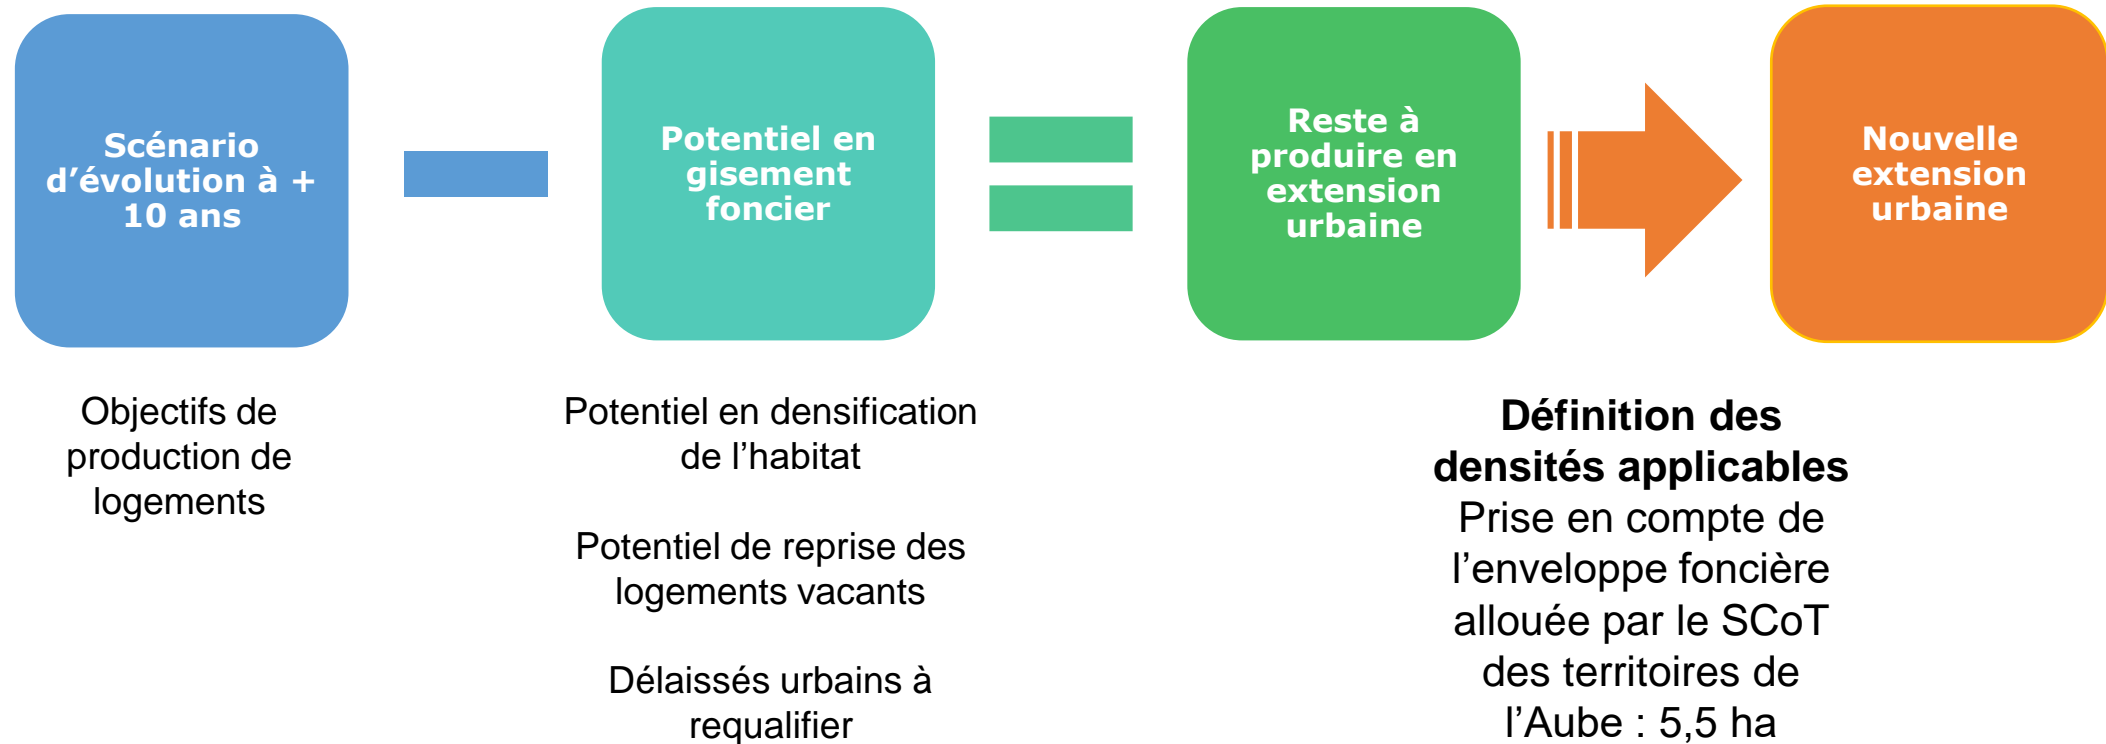 Scénario
d’évolution à +
10 ans
Potentiel en
gisement
foncier
Reste à
produire en
extension
urbaine
Nouvelle
extension
urbaine
Objectifs de
production de
logements
Potentiel en densification
de l’habitat
Potentiel de reprise des
logements vacants
Délaissés urbains à
requalifier
Définition des
densités applicables
Prise en compte de
l’enveloppe foncière
allouée par le SCoT
des territoires de
l’Aube : 5,5 ha